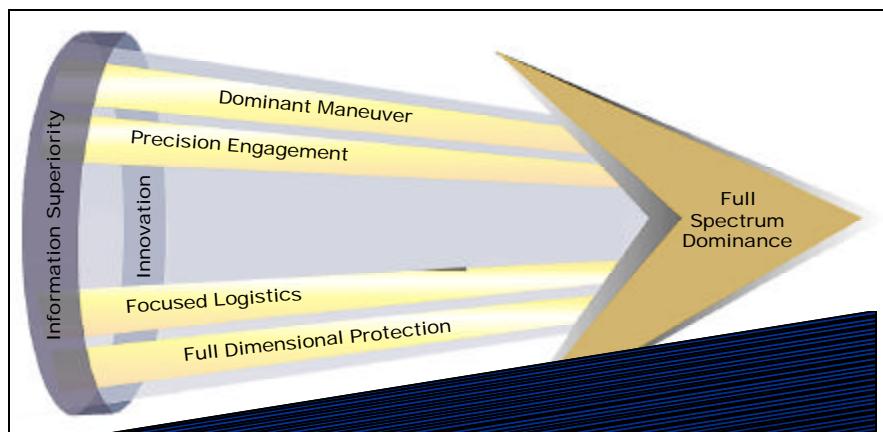 Information Superiority
Innovation
Dominant Maneuver
Precision Engagement
Focused Logistics
Full Dimensional Protection
Full
Spectrum
Dominance